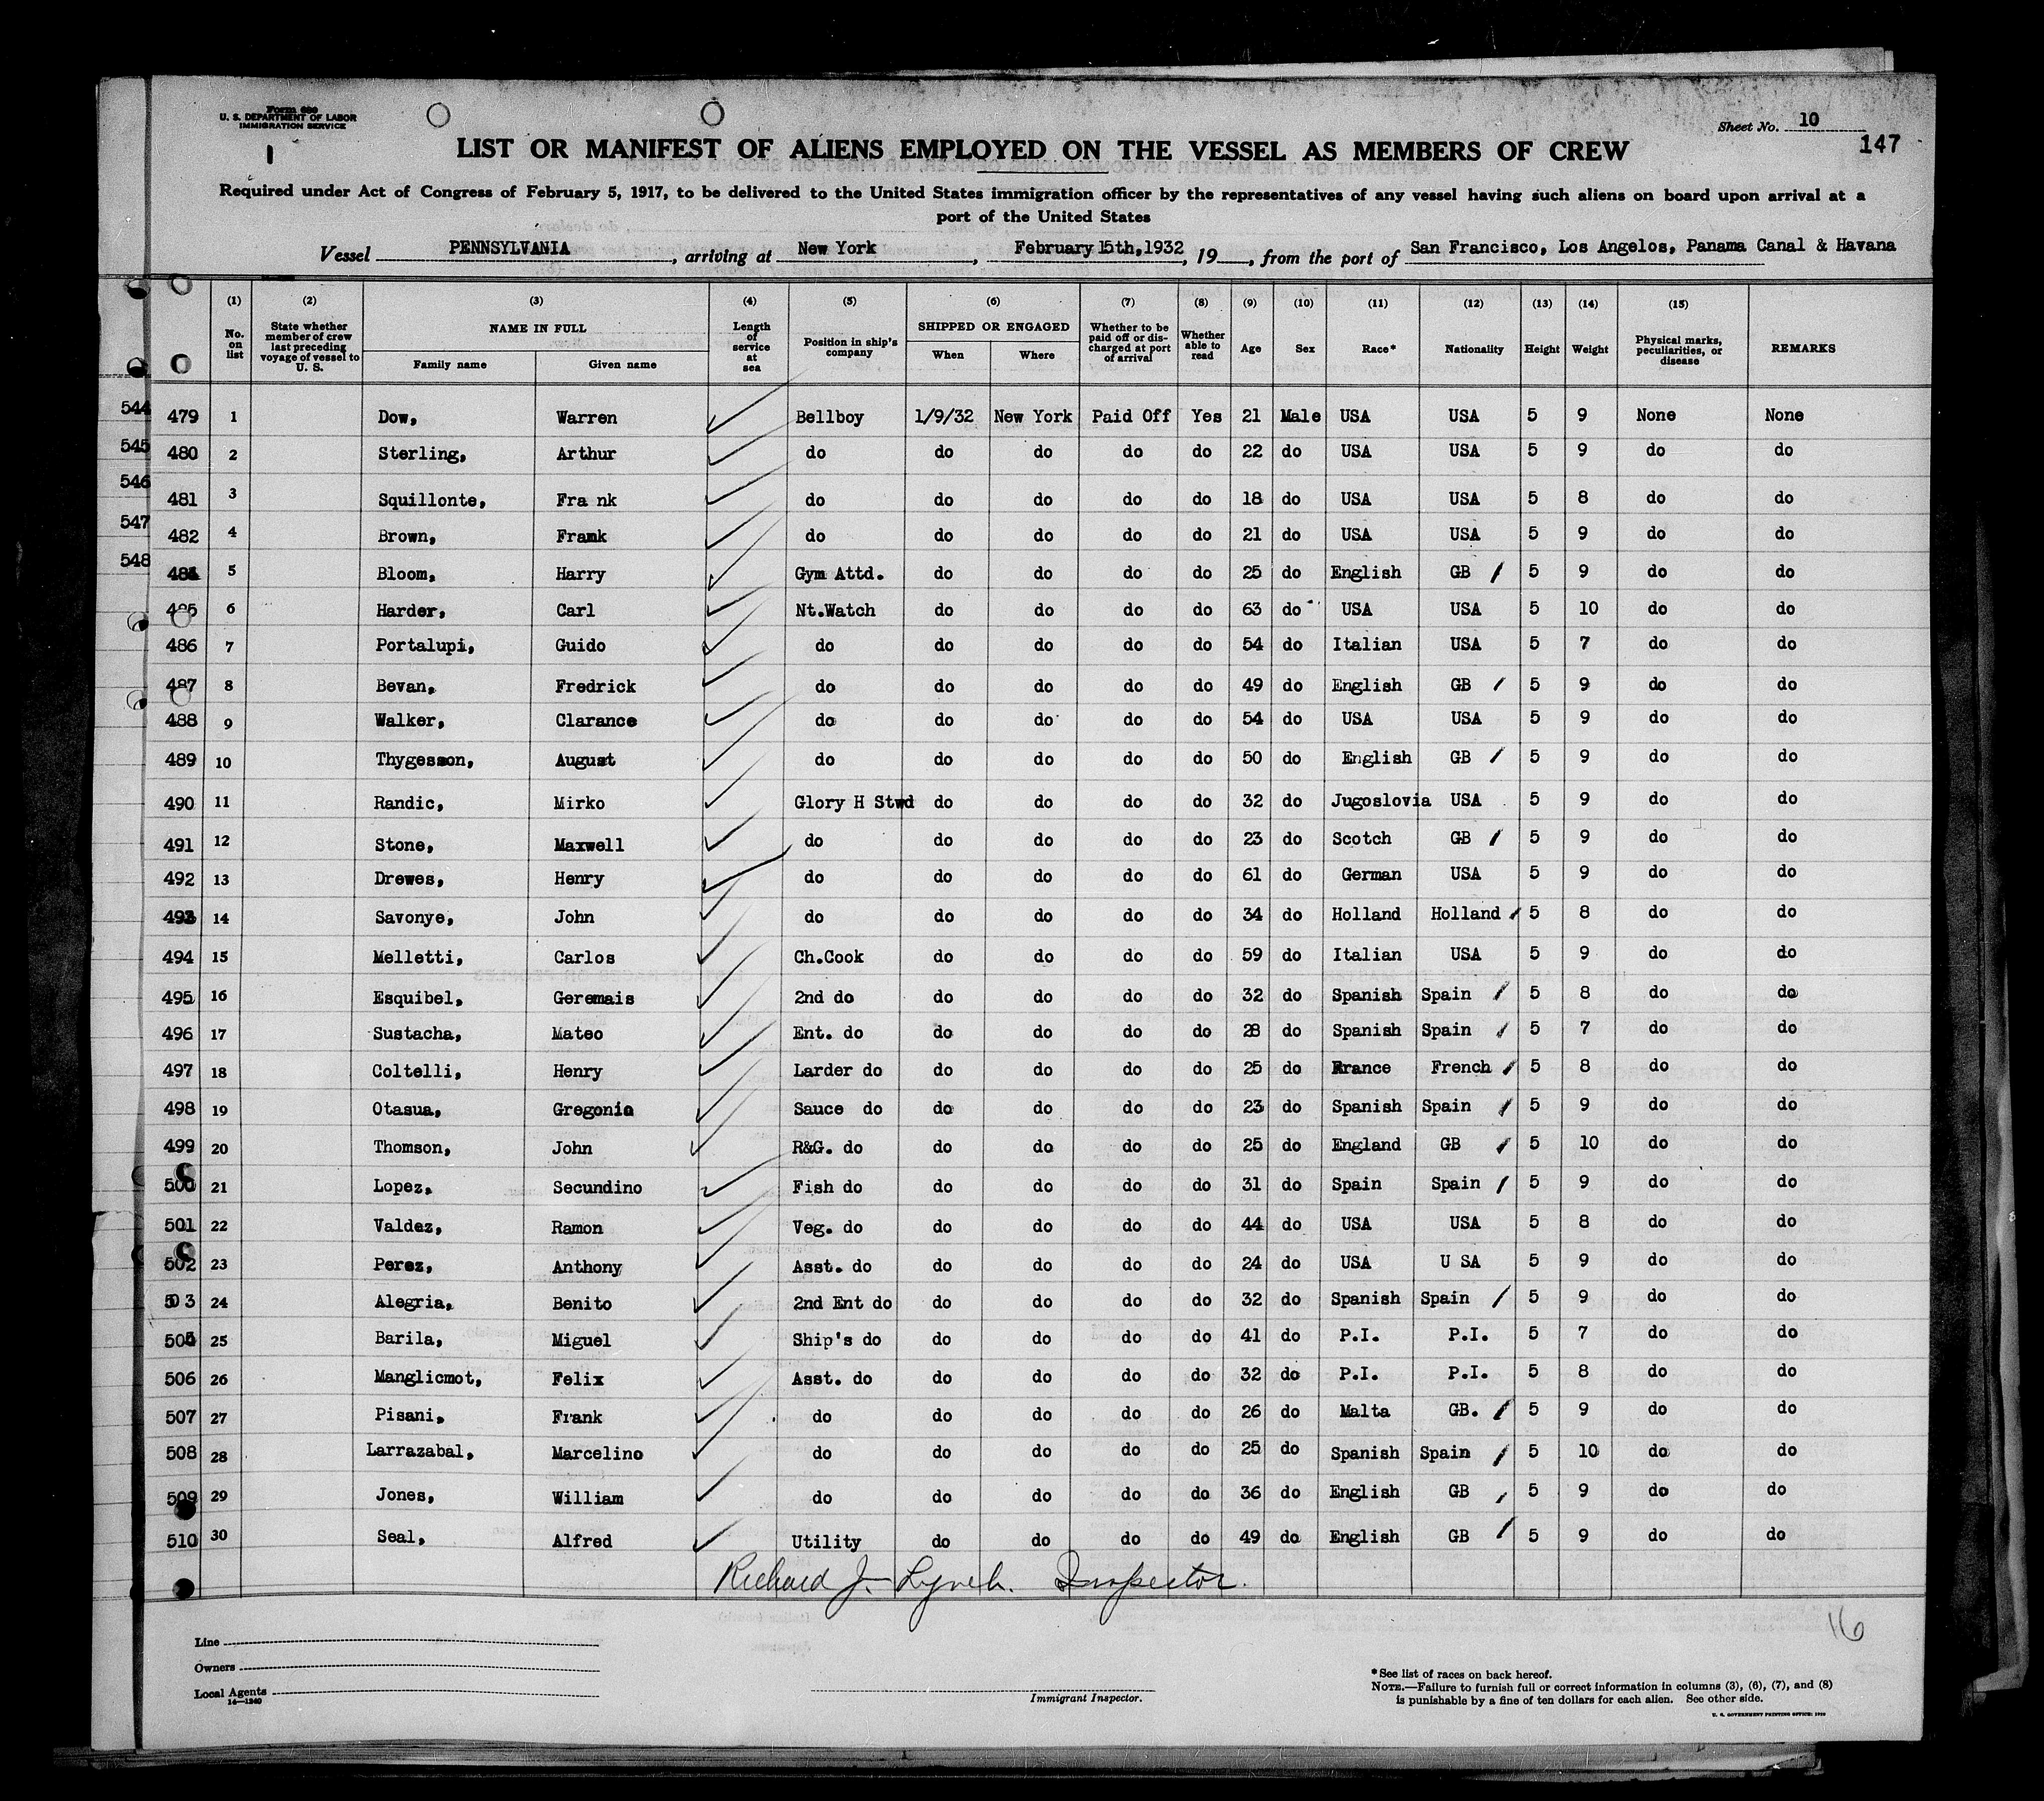 Form 680
U. S. DEPARTMENT OF LABOR
IMMIGRATION SERVICE
Sheet No. 10
147
LIST OR MANIFEST OF ALIENS EMPLOYED ON THE VESSEL AS MEMBERS OF CREW
Required under Act of Congress of February 5, 1917, to be delivered to the United States immigration officer by the representatives of any vessel having such aliens on board upon arrival at a
port of the United States
Vessel PENNSYLVANIA, arriving at New York, February 15th,1932, 19__, from the port of San Francisco, Los Angelos, Panama Canal & Havana
(1) (2) (3) (4) (5) (6) (7) (8) (9) (10) (11) (12) (13) (14) (15)
No. on list State whether member of crew last preceding voyage of vessel to U. S. NAME IN FULL Family name Given name Length of service at sea Position in ship's company SHIPPED OR ENGAGED When Where Whether to be paid off or discharged at port of arrival Whether able to read Age Sex Race* Nationality Height Weight Physical marks, peculiarities, or disease REMARKS
544 479 1 Dow, Warren Bellboy 1/9/32 New York Paid Off Yes 21 Male USA USA 5 9 None None
545 480 2 Sterling, Arthur do do do do do 22 do USA USA 5 9 do do
546 481 3 Squillonte, Fra nk do do do do do 18 do USA USA 5 8 do do
547 482 4 Brown, Frank do do do do do 21 do USA USA 5 9 do do
548 5 Bloom, Harry Gym Attd. do do do do 25 do English GB 5 9 do do
485 6 Harder, Carl Nt.Watch do do do do 63 do USA USA 5 10 do do
486 7 Portalupi, Guido do do do do do 54 do Italian USA 5 7 do do
487 8 Bevan, Fredrick do do do do do 49 do English GB 5 9 do do
488 9 Walker, Clarance do do do do do 54 do USA USA 5 9 do do
489 10 Thygesson, August do do do do do 50 do English GB 5 9 do do
490 11 Randic, Mirko Glory H Stwd do do do do 32 do Jugoslovia USA 5 9 do do
491 12 Stone, Maxwell do do do do do 23 do Scotch GB 5 9 do do
492 13 Drewes, Henry do do do do do 61 do German USA 5 9 do do
493 14 Savonye, John do do do do do 34 do Holland Holland 5 8 do do
494 15 Melletti, Carlos Ch.Cook do do do do 59 do Italian USA 5 9 do do
495 16 Esquibel, Geremais 2nd do do do do do 32 do Spanish Spain 5 8 do do
496 17 Sustacha, Mateo Ent. do do do do do 28 do Spanish Spain 5 7 do do
497 18 Coltelli, Henry Larder do do do do do 25 do France French 5 8 do do
498 19 Otasua, Gregonio Sauce do do do do do 23 do Spanish Spain 5 9 do do
499 20 Thomson, John R&G. do do do do do 25 do England GB 5 10 do do
500 21 Lopez, Secundino Fish do do do do do 31 do Spain Spain 5 9 do do
501 22 Valdez, Ramon Veg. do do do do do 44 do USA USA 5 8 do do
502 23 Perez, Anthony Asst. do do do do do 24 do USA U SA 5 9 do do
503 24 Alegria, Benito 2nd Ent do do do do do 32 do Spanish Spain 5 9 do do
505 25 Barila, Miguel Ship's do do do do do 41 do P.I. P.I. 5 7 do do
506 26 Manglicmot, Felix Asst. do do do do do 32 do P.I. P.I. 5 8 do do
507 27 Pisani, Frank do do do do do 26 do Malta GB. 5 9 do do
508 28 Larrazabal, Marcelino do do do do do 25 do Spanish Spain 5 10 do do
509 29 Jones, William do do do do do 36 do English GB 5 9 do do
510 30 Seal, Alfred Utility do do do do 49 do English GB 5 9 do do
Richard J. Lynch. Inspector.
16
Line
Owners
Local Agents
14—1240
Immigrant Inspector.
*See list of races on back hereof.
NOTE.—Failure to furnish full or correct information in columns (3), (6), (7), and (8)
is punishable by a fine of ten dollars for each alien. See other side.
U. S. GOVERNMENT PRINTING OFFICE: